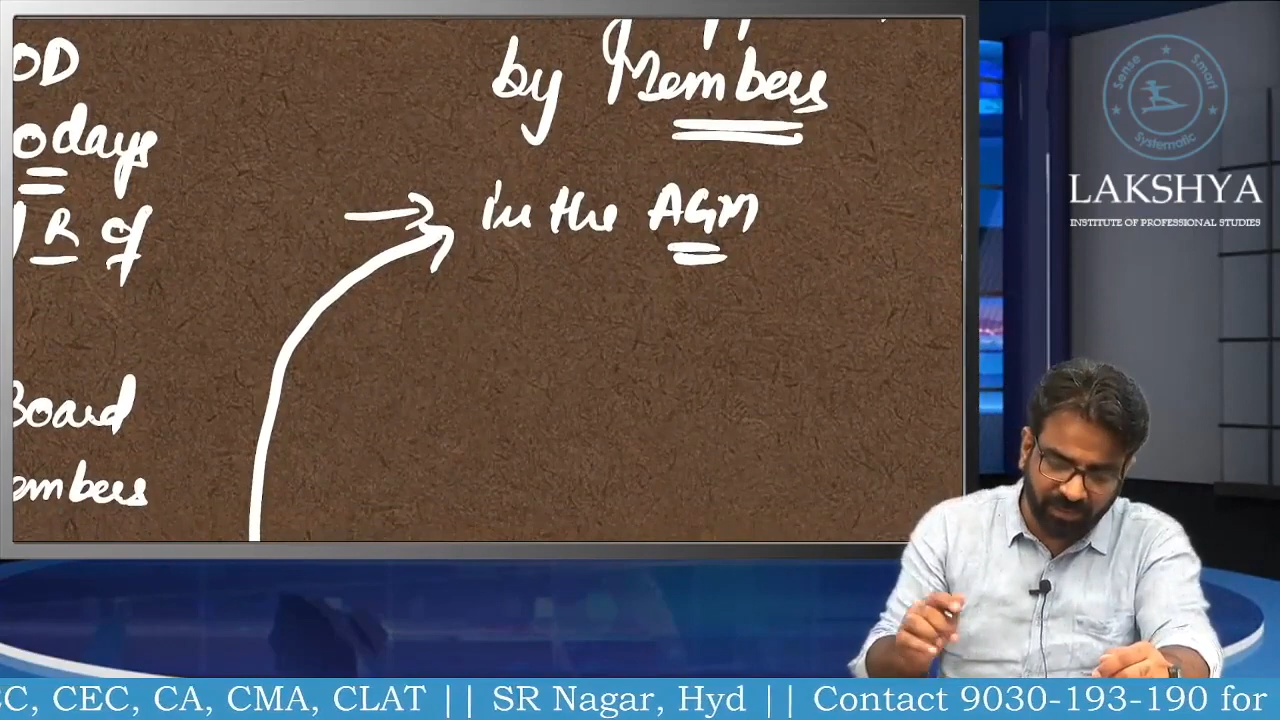 OD
by Members
0days
in the AGM
R of
Board
embers
Sense
Smart
Systematic
LAKSHYA
INSTITUTE OF PROFESSIONAL STUDIES
CEC, CA, CMA, CLAT || SR Nagar, Hyd || Contact 9030-193-190 for